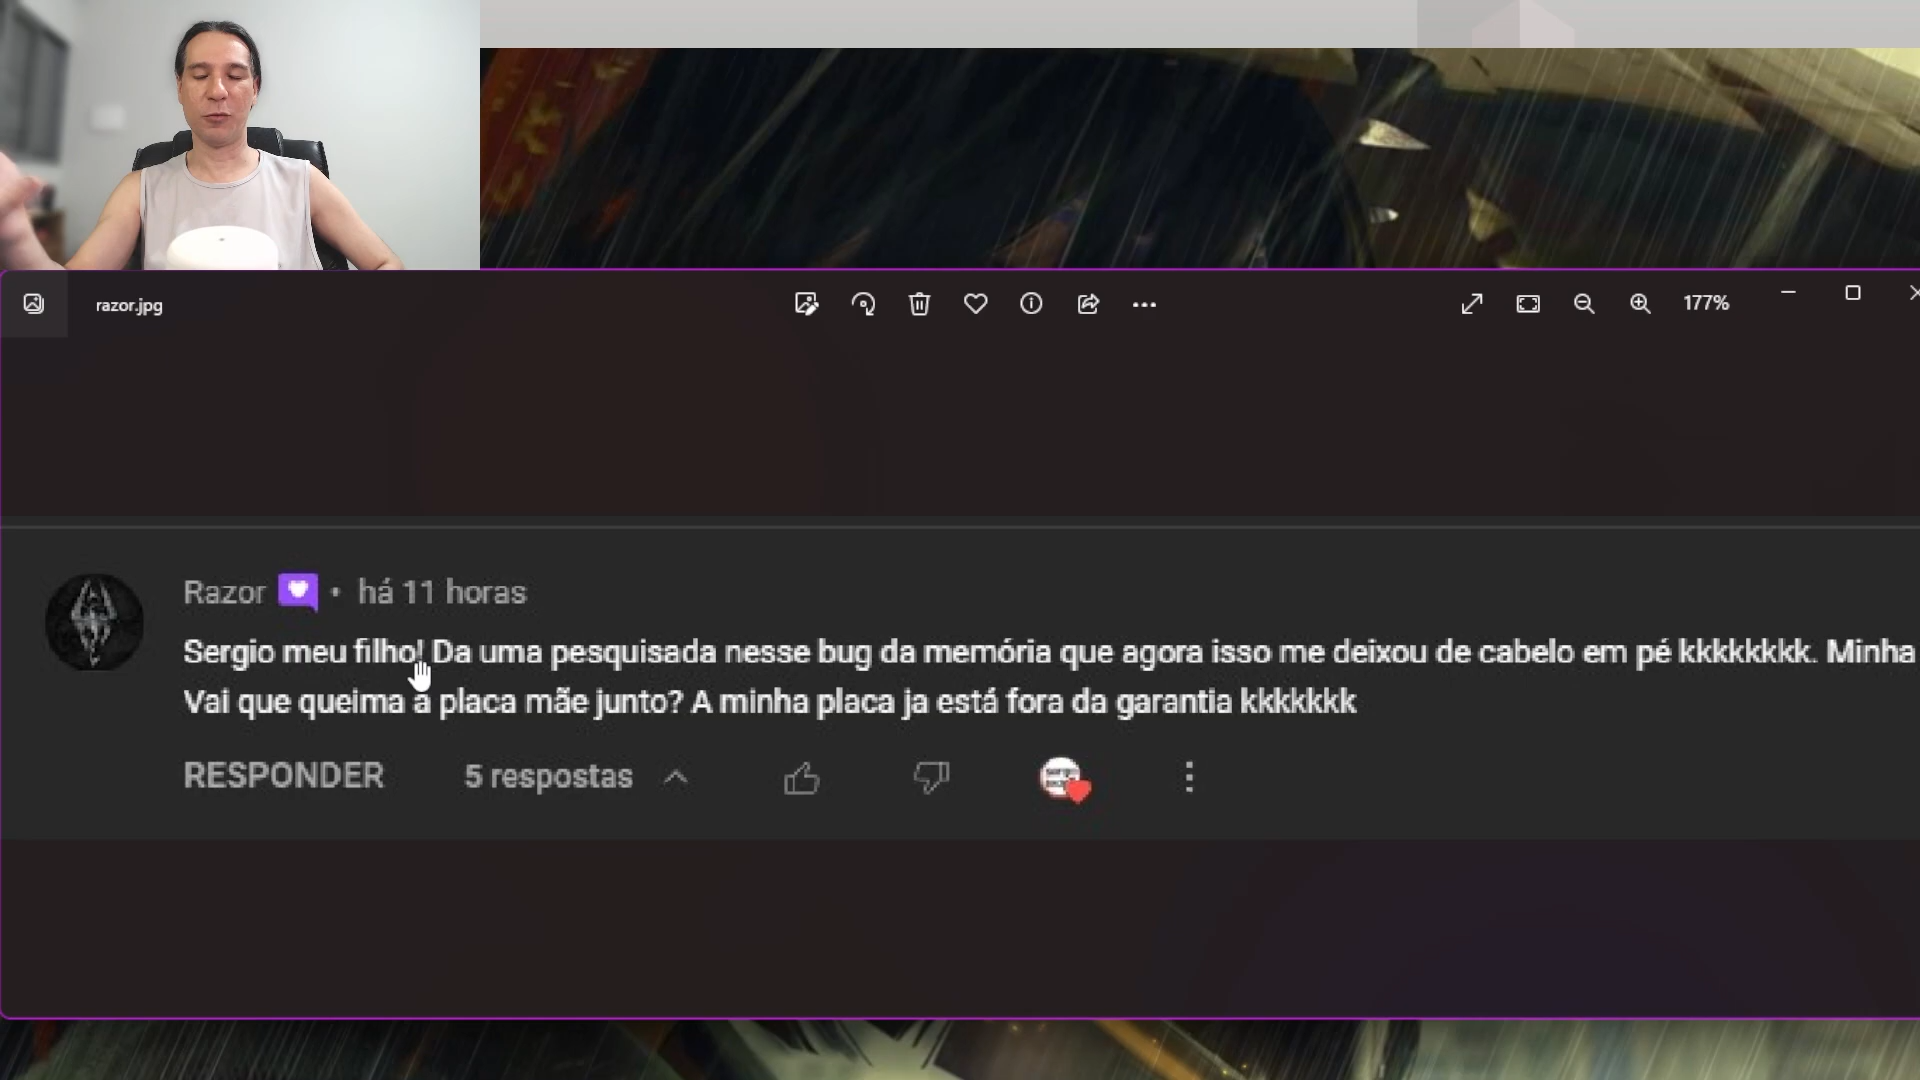 razor.jpg
177%
Razor • há 11 horas
Sergio meu filho! Da uma pesquisada nesse bug da memória que agora isso me deixou de cabelo em pé kkkkkkkk. Minha
Vai que queima a placa mãe junto? A minha placa ja está fora da garantia kkkkkkk
RESPONDER 5 respostas